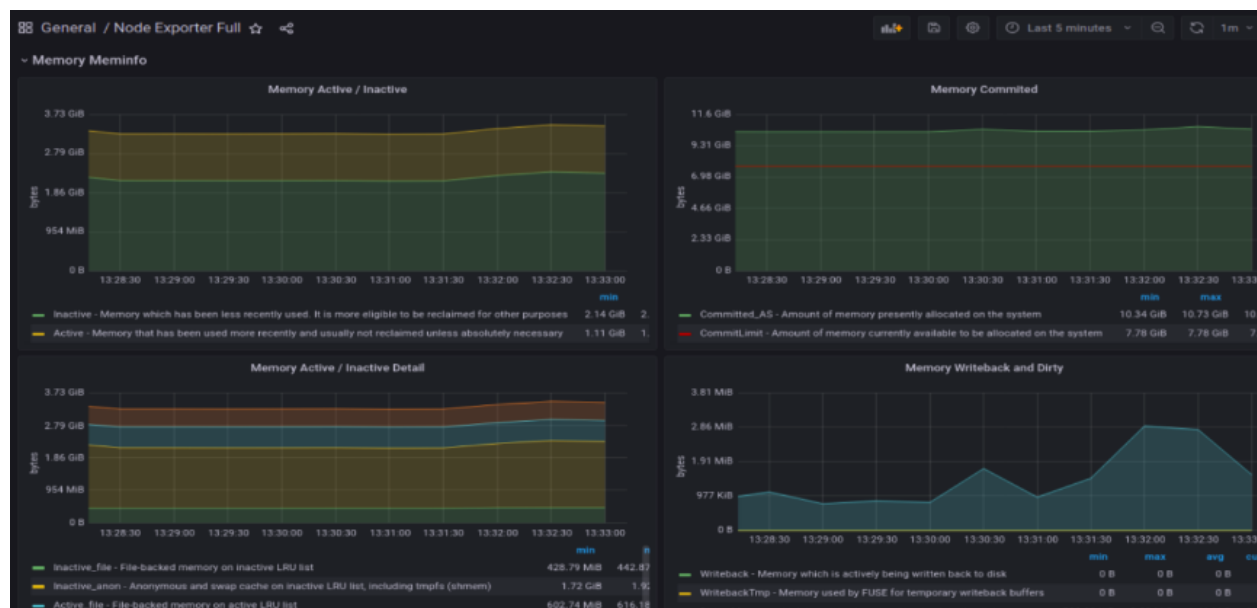 General / Node Exporter Full
Last 5 minutes
1m
Memory Meminfo
Memory Active / Inactive
3.73 GiB
2.79 GiB
1.86 GiB
954 MiB
0 B
bytes
13:28:30 13:29:00 13:29:30 13:30:00 13:30:30 13:31:00 13:31:30 13:32:00 13:32:30 13:33:00
min
Inactive - Memory which has been less recently used. It is more eligible to be reclaimed for other purposes 2.14 GiB 2.
Active - Memory that has been used more recently and usually not reclaimed unless absolutely necessary 1.11 GiB 1.
Memory Commited
11.6 GiB
9.31 GiB
6.98 GiB
4.66 GiB
2.33 GiB
0 B
bytes
13:28:30 13:29:00 13:29:30 13:30:00 13:30:30 13:31:00 13:31:30 13:32:00 13:32:30 13:33
min max
Committed_AS - Amount of memory presently allocated on the system 10.34 GiB 10.73 GiB 10
CommitLimit - Amount of memory currently available to be allocated on the system 7.78 GiB 7.78 GiB 7
Memory Active / Inactive Detail
3.73 GiB
2.79 GiB
1.86 GiB
954 MiB
0 B
bytes
13:28:30 13:29:00 13:29:30 13:30:00 13:30:30 13:31:00 13:31:30 13:32:00 13:32:30 13:33:00
min
Inactive_file - File-backed memory on inactive LRU list 428.79 MiB 442.87
Inactive_anon - Anonymous and swap cache on inactive LRU list, including tmpfs (shmem) 1.72 GiB 1.92
Active_file - File-backed memory on active LRU list 602.74 MiB 616.18
Memory Writeback and Dirty
3.81 MiB
2.86 MiB
1.91 MiB
977 KiB
0 B
bytes
13:28:30 13:29:00 13:29:30 13:30:00 13:30:30 13:31:00 13:31:30 13:32:00 13:32:30 13:33
min max avg cu
Writeback - Memory which is actively being written back to disk 0 B 0 B 0 B
WritebackTmp - Memory used by FUSE for temporary writeback buffers 0 B 0 B 0 B